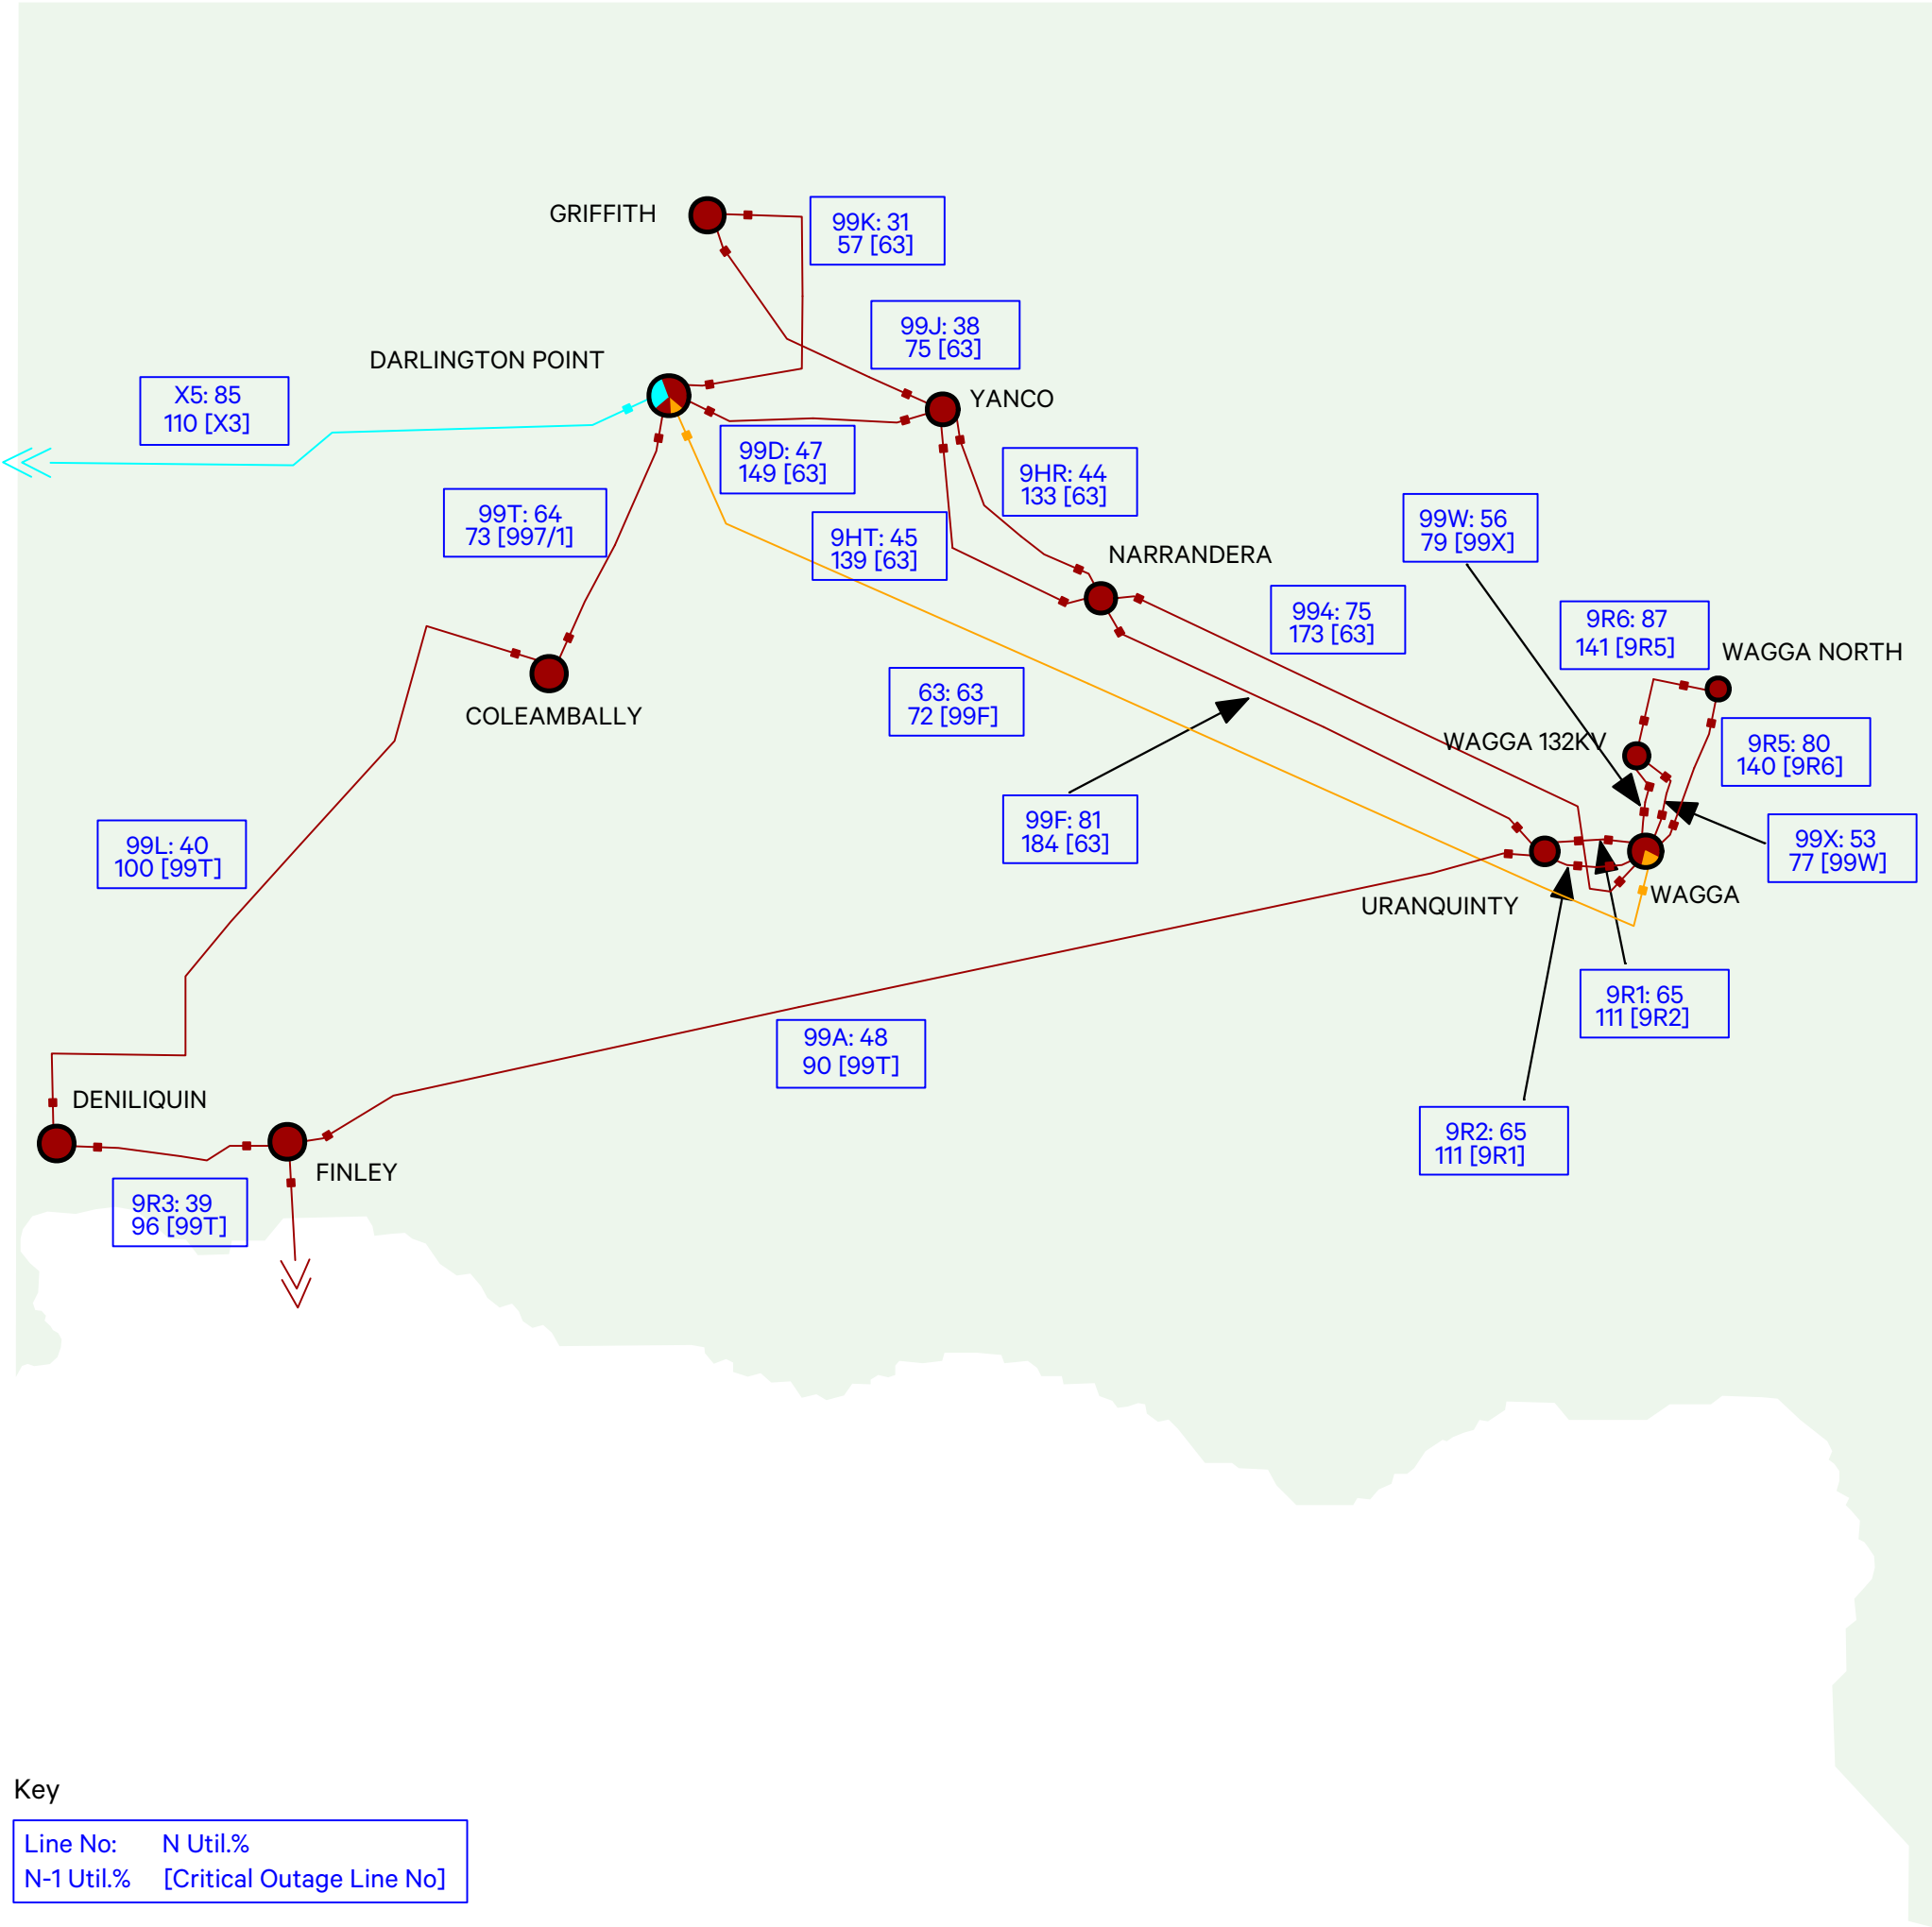 GRIFFITH
99K: 31
57 [63]
99J: 38
75 [63]
DARLINGTON POINT
X5: 85
110 [X3]
YANCO
99D: 47
149 [63]
9HR: 44
133 [63]
99T: 64
73 [997/1]
9HT: 45
139 [63]
99W: 56
79 [99X]
NARRANDERA
994: 75
173 [63]
9R6: 87
141 [9R5]
WAGGA NORTH
63: 63
72 [99F]
COLEAMBALLY
WAGGA 132KV
9R5: 80
140 [9R6]
99F: 81
184 [63]
99L: 40
100 [99T]
99X: 53
77 [99W]
WAGGA
URANQUINTY
9R1: 65
111 [9R2]
99A: 48
90 [99T]
DENILIQUIN
9R2: 65
111 [9R1]
FINLEY
9R3: 39
96 [99T]
Key
Line No: N Util.%
N-1 Util.% [Critical Outage Line No]